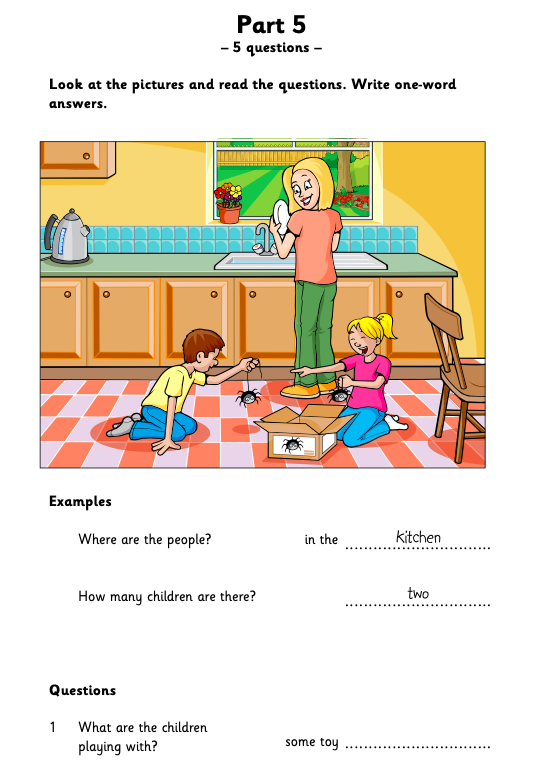 Part 5
– 5 questions –
Look at the pictures and read the questions. Write one-word
answers.
Examples
Where are the people? in the kitchen
How many children are there? two
Questions
1 What are the children
playing with? some toy ................................